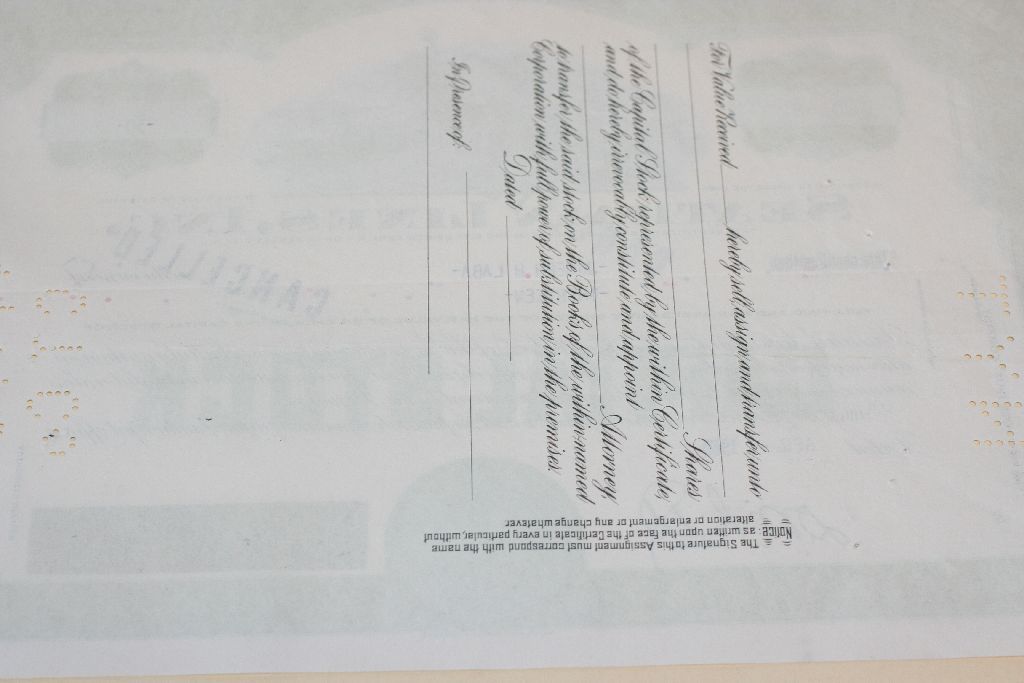 For Value Received ______ hereby sell, assign and transfer unto
Shares
of the Capital Stock represented by the within Certificate,
and do hereby irrevocably constitute and appoint
Attorney
to transfer the said stock on the Books of the within-named
Corporation with full power of substitution in the premises.
Dated
In Presence of
Notice: The Signature to this Assignment must correspond with the name
as written upon the face of the Certificate in every particular, without
alteration or enlargement or any change whatever
CANCELLED